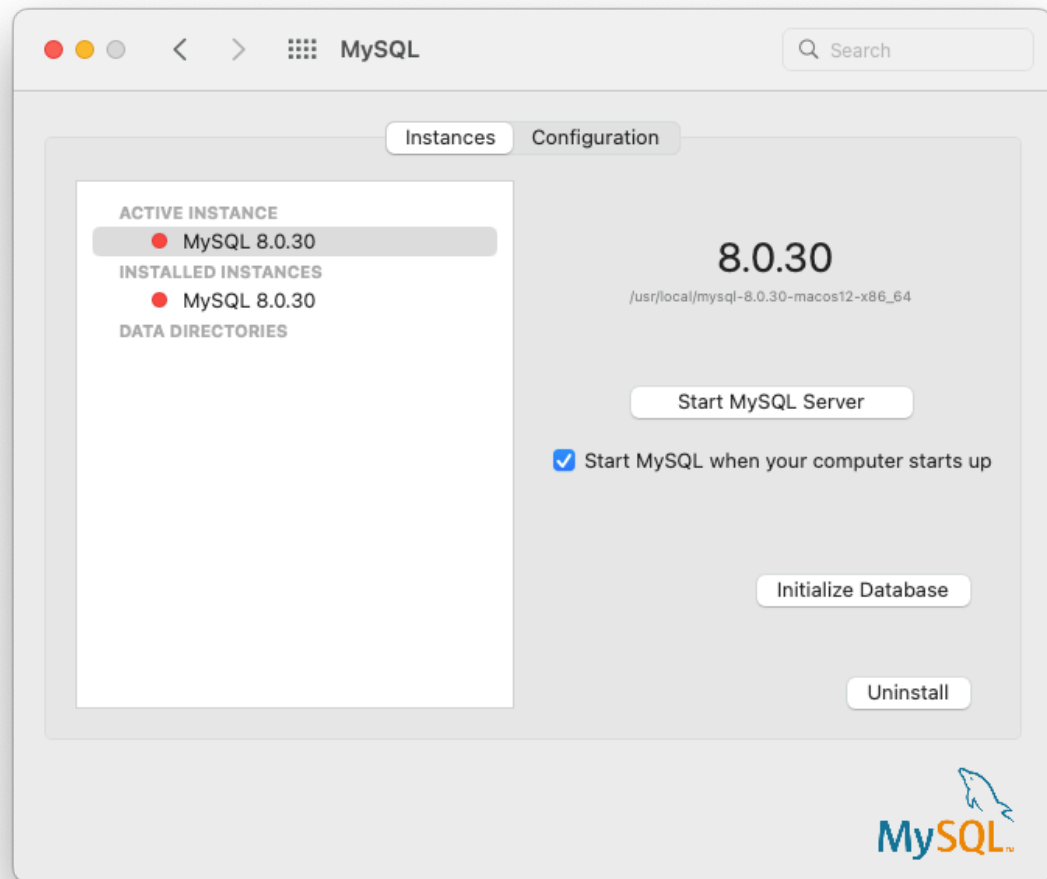 MySQL
Search
Instances
Configuration
ACTIVE INSTANCE
MySQL 8.0.30
INSTALLED INSTANCES
MySQL 8.0.30
DATA DIRECTORIES
8.0.30
/usr/local/mysql-8.0.30-macos12-x86_64
Start MySQL Server
Start MySQL when your computer starts up
Initialize Database
Uninstall
MySQL™